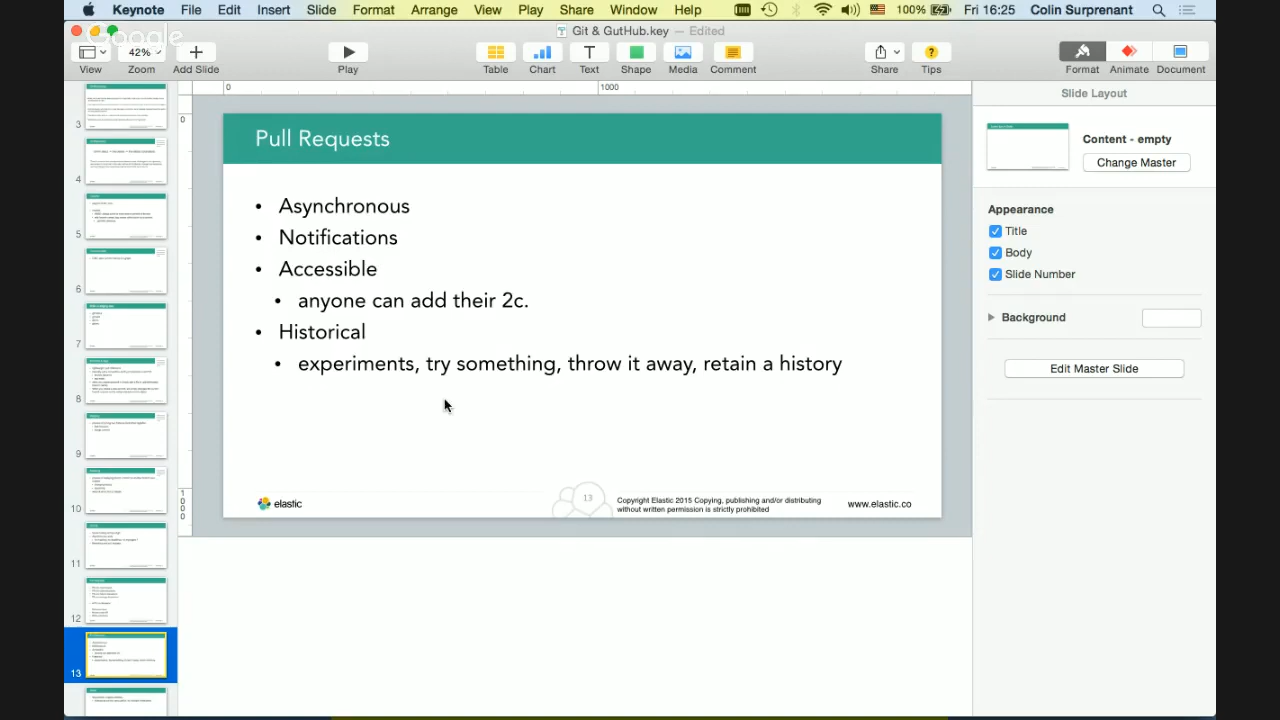 Keynote File Edit Insert Slide Format Arrange View Play Share Window Help 100% Fri 16:25 Colin Surprenant
Git & GutHub.key — Edited
42%
View Zoom Add Slide Play Table Chart Text Shape Media Comment Share Tips Format Animate Document
0 1000
Slide Layout
Content - empty
Change Master
Appearance
Title
Body
Slide Number
Background
Edit Master Slide
3
4
5
6
7
8
9
10
11
12
13
0
1000
Pull Requests
• Asynchronous
• Notifications
• Accessible
• anyone can add their 2c.
• Historical
• experiments, try something, throw it away, retain a history
elastic
13
Copyright Elastic 2015 Copying, publishing and/or distributing
without written permission is strictly prohibited
www.elastic.co